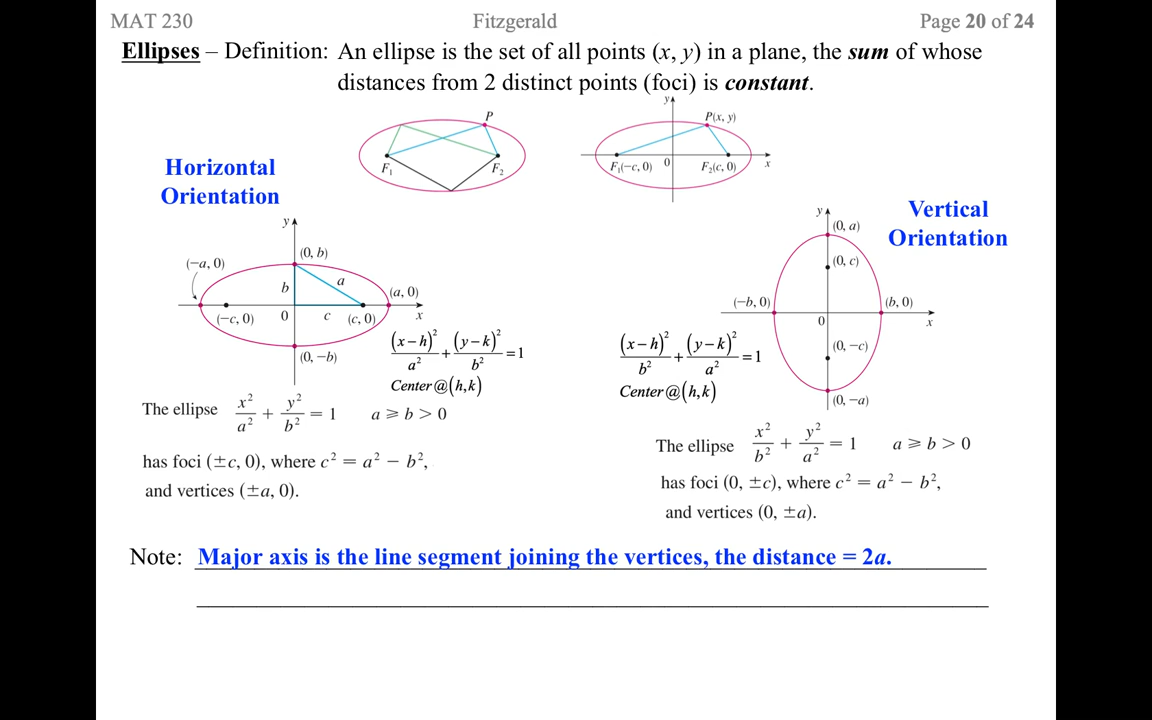 MAT 230 Fitzgerald Page 20 of 24
Ellipses – Definition: An ellipse is the set of all points (x, y) in a plane, the sum of whose
distances from 2 distinct points (foci) is constant.
P
F₁
F₂
y
P(x, y)
F₁(−c, 0) 0 F₂(c, 0) x
Horizontal
Orientation
y
(0, b)
(−a, 0)
b
a
(a, 0)
(−c, 0) 0 c (c, 0) x
(0, −b)
(x−h)²/a² + (y−k)²/b² = 1
Center@(h,k)
The ellipse x²/a² + y²/b² = 1 a ⩾ b > 0
has foci (±c, 0), where c² = a² − b²,
and vertices (±a, 0).
Vertical
Orientation
y
(0, a)
(0, c)
(−b, 0)
(b, 0)
0
x
(0, −c)
(0, −a)
(x−h)²/b² + (y−k)²/a² = 1
Center@(h,k)
The ellipse x²/b² + y²/a² = 1 a ⩾ b > 0
has foci (0, ±c), where c² = a² − b²,
and vertices (0, ±a).
Note: Major axis is the line segment joining the vertices, the distance = 2a.